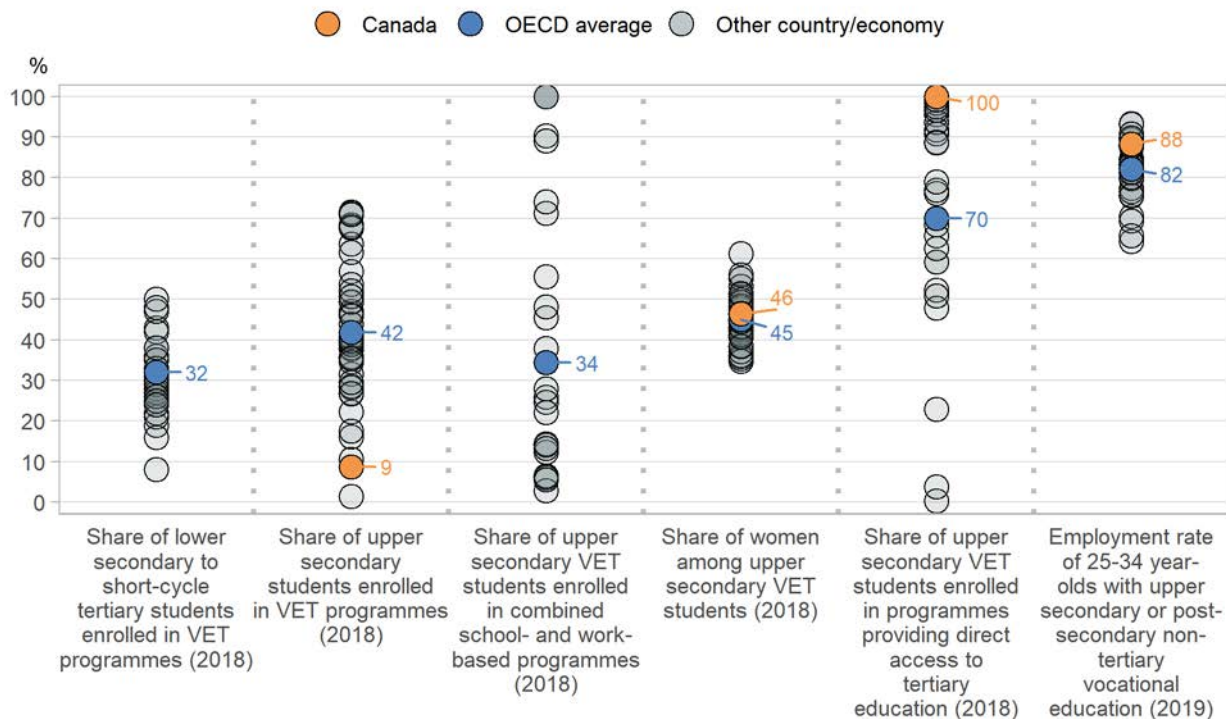 Canada OECD average Other country/economy
%
100
90
80
70
60
50
40
30
20
10
0
32
42
9
34
46
45
100
70
88
82
Share of lower
secondary to
short-cycle
tertiary students
enrolled in VET
programmes (2018)
Share of upper
secondary
students enrolled
in VET programmes
(2018)
Share of upper
secondary VET
students enrolled
in combined
school- and work-
based programmes
(2018)
Share of women
among upper
secondary VET
students (2018)
Share of upper
secondary VET
students enrolled
in programmes
providing direct
access to
tertiary
education (2018)
Employment rate
of 25-34 year-
olds with upper
secondary or post-
secondary non-
tertiary
vocational
education (2019)